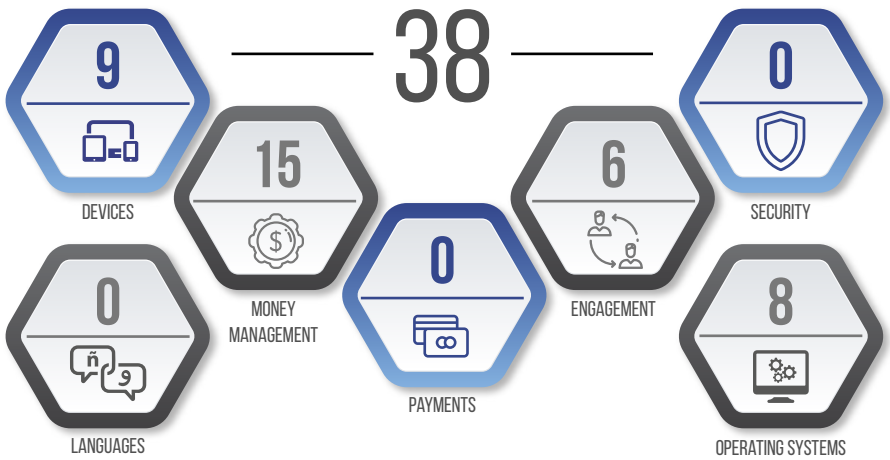 38
9
DEVICES
0
SECURITY
15
MONEY
MANAGEMENT
6
ENGAGEMENT
0
PAYMENTS
0
ñ
و
LANGUAGES
8
OPERATING SYSTEMS
$